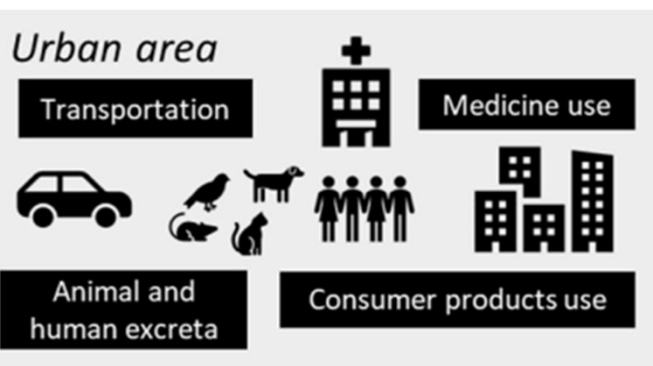 Urban area
Transportation
Medicine use
Animal and
human excreta
Consumer products use